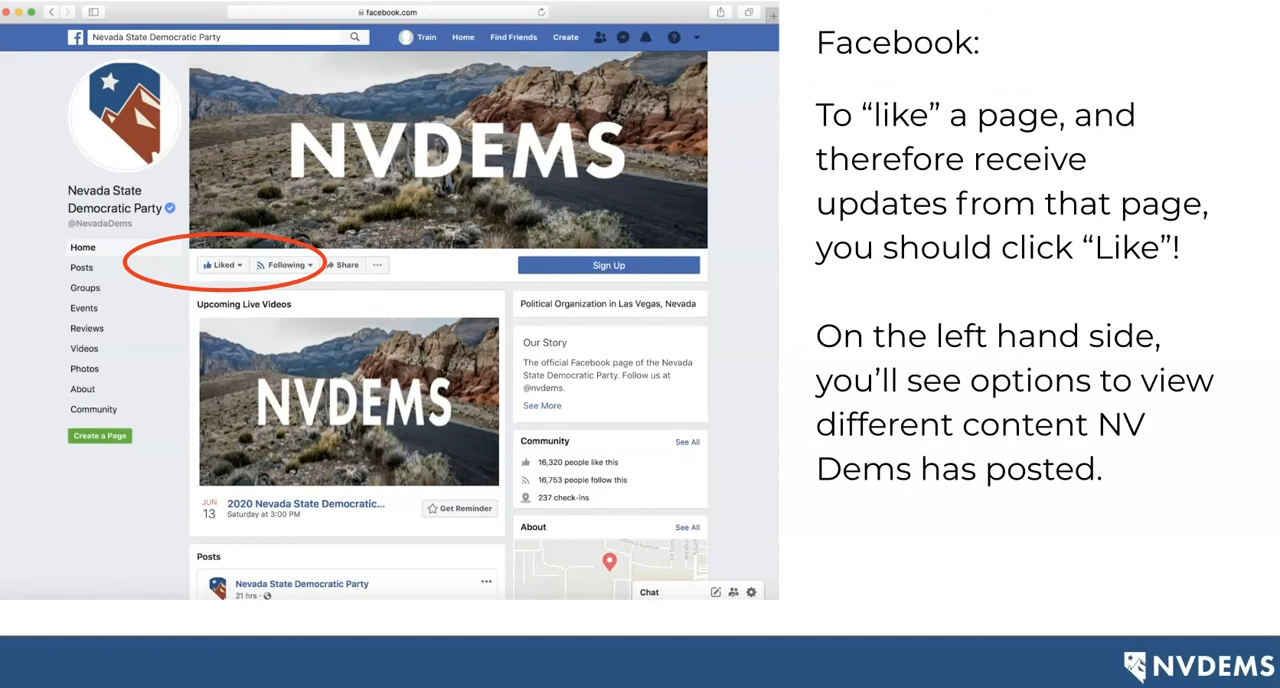 facebook.com
Nevada State Democratic Party
Train Home Find Friends Create
NVDEMS
Nevada State
Democratic Party
@NevadaDems
Home
Posts
Groups
Events
Reviews
Videos
Photos
About
Community
Create a Page
Liked Following Share
Sign Up
Upcoming Live Videos
NVDEMS
JUN
13
2020 Nevada State Democratic...
Saturday at 3:00 PM
Get Reminder
Posts
Nevada State Democratic Party
21 hrs
Political Organization in Las Vegas, Nevada
Our Story
The official Facebook page of the Nevada
State Democratic Party. Follow us at
@nvdems.
See More
Community See All
16,320 people like this
16,753 people follow this
237 check-ins
About See All
Chat
Facebook:
To “like” a page, and
therefore receive
updates from that page,
you should click “Like”!
On the left hand side,
you’ll see options to view
different content NV
Dems has posted.
NVDEMS